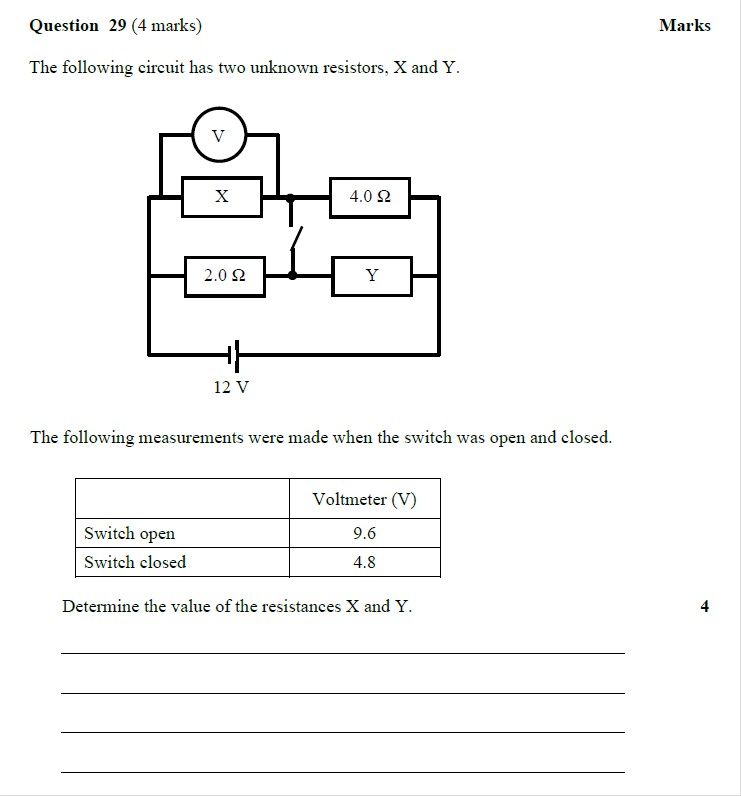 Question 29 (4 marks) Marks
The following circuit has two unknown resistors, X and Y.
V
X 4.0 Ω
2.0 Ω Y
12 V
The following measurements were made when the switch was open and closed.
Voltmeter (V)
Switch open 9.6
Switch closed 4.8
Determine the value of the resistances X and Y. 4